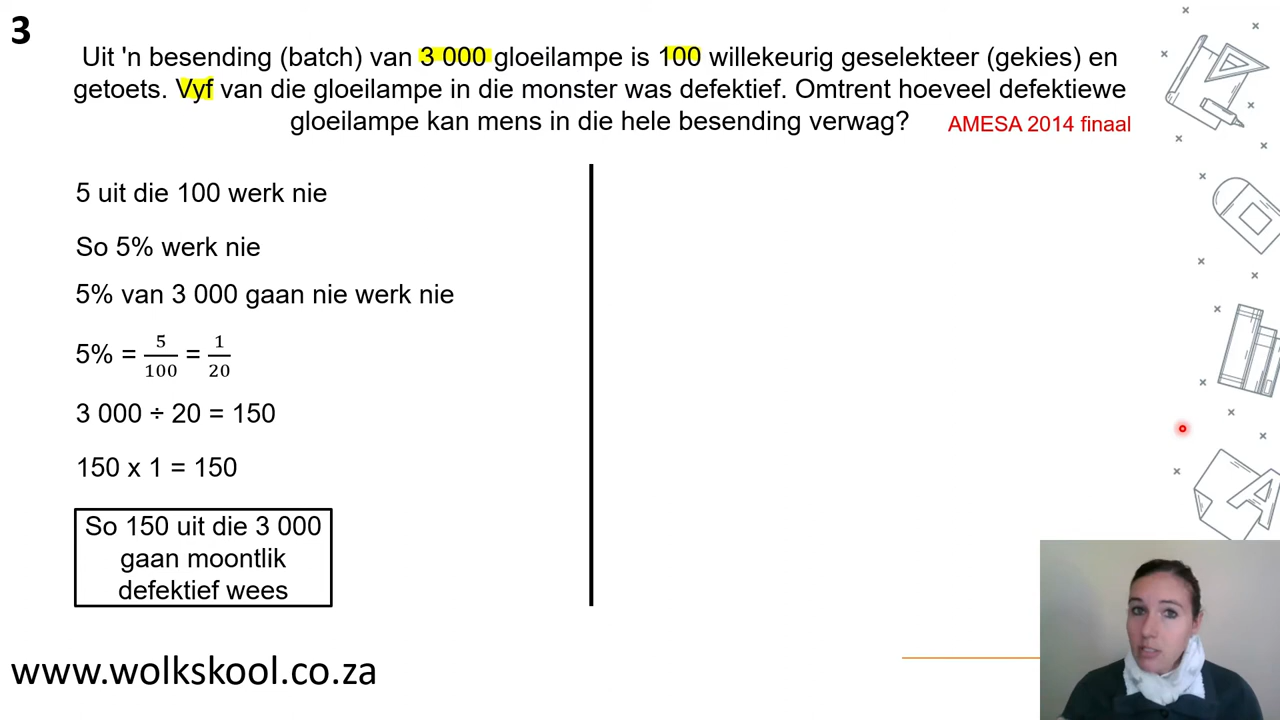 3
Uit 'n besending (batch) van 3 000 gloeilampe is 100 willekeurig geselekteer (gekies) en
getoets. Vyf van die gloeilampe in die monster was defektief. Omtrent hoeveel defektiewe
gloeilampe kan mens in die hele besending verwag? AMESA 2014 finaal
5 uit die 100 werk nie
So 5% werk nie
5% van 3 000 gaan nie werk nie
5% = 5/100 = 1/20
3 000 ÷ 20 = 150
150 x 1 = 150
So 150 uit die 3 000
gaan moontlik
defektief wees
www.wolkskool.co.za
A